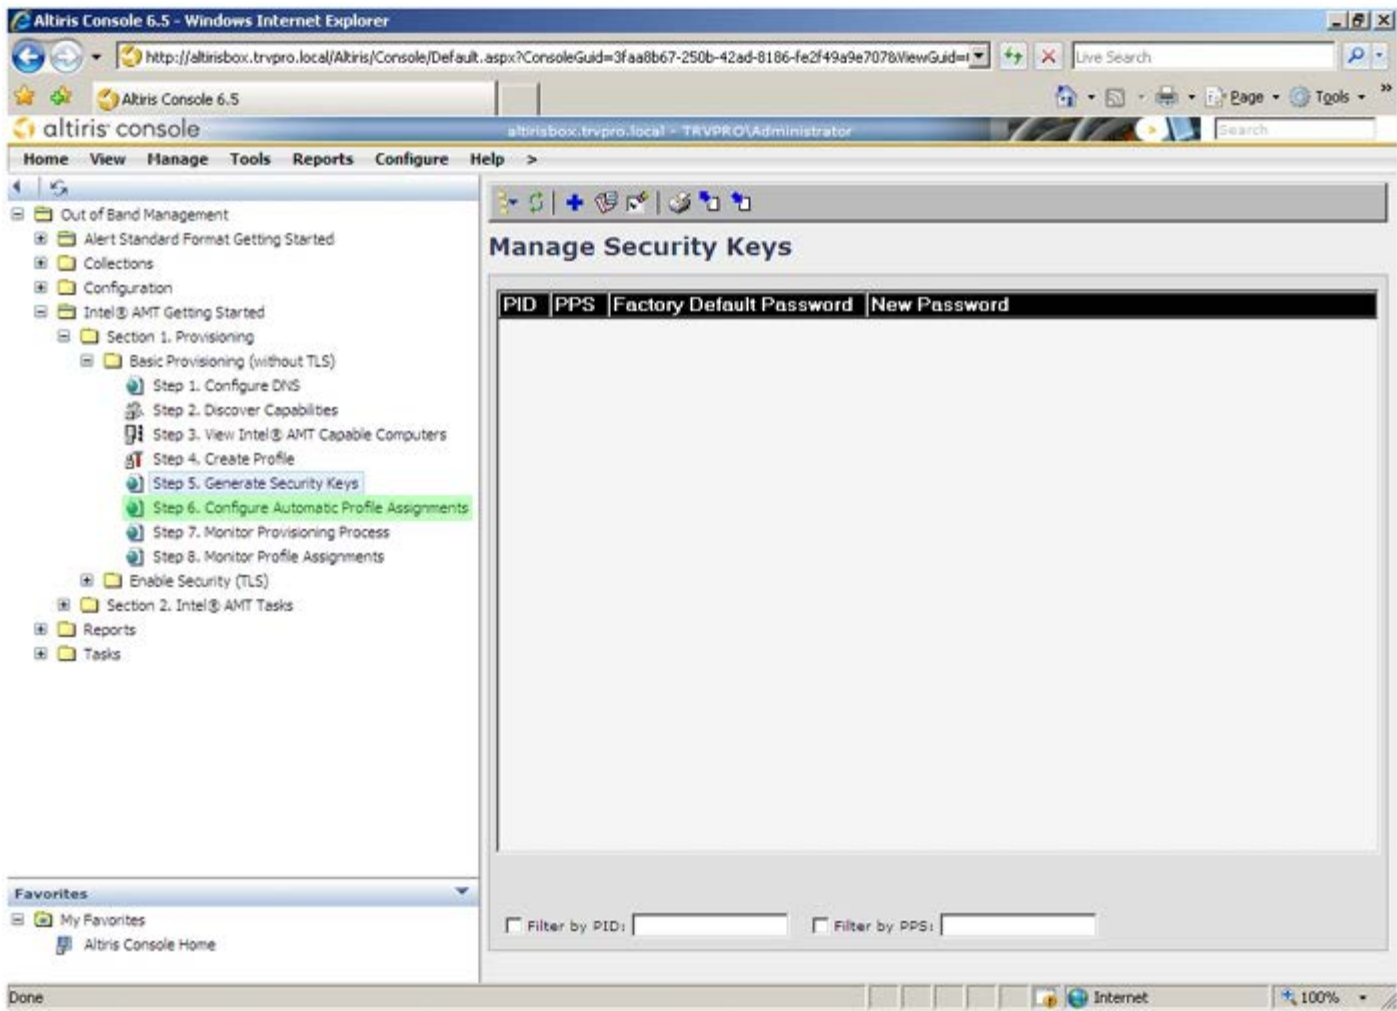 Altiris Console 6.5 - Windows Internet Explorer
http://altirisbox.trvpro.local/Altiris/Console/Default.aspx?ConsoleGuid=3faa8b67-250b-42ad-8186-fe2f49a9e707&ViewGuid=
Live Search
Altiris Console 6.5
Page
Tools
altiris console
altirisbox.trvpro.local - TRVPRO\Administrator
Search
Home View Manage Tools Reports Configure Help >
Out of Band Management
Alert Standard Format Getting Started
Collections
Configuration
Intel® AMT Getting Started
Section 1. Provisioning
Basic Provisioning (without TLS)
Step 1. Configure DNS
Step 2. Discover Capabilities
Step 3. View Intel® AMT Capable Computers
Step 4. Create Profile
Step 5. Generate Security Keys
Step 6. Configure Automatic Profile Assignments
Step 7. Monitor Provisioning Process
Step 8. Monitor Profile Assignments
Enable Security (TLS)
Section 2. Intel® AMT Tasks
Reports
Tasks
Manage Security Keys
PID PPS Factory Default Password New Password
Favorites
My Favorites
Altiris Console Home
Filter by PID:
Filter by PPS:
Done
Internet
100%